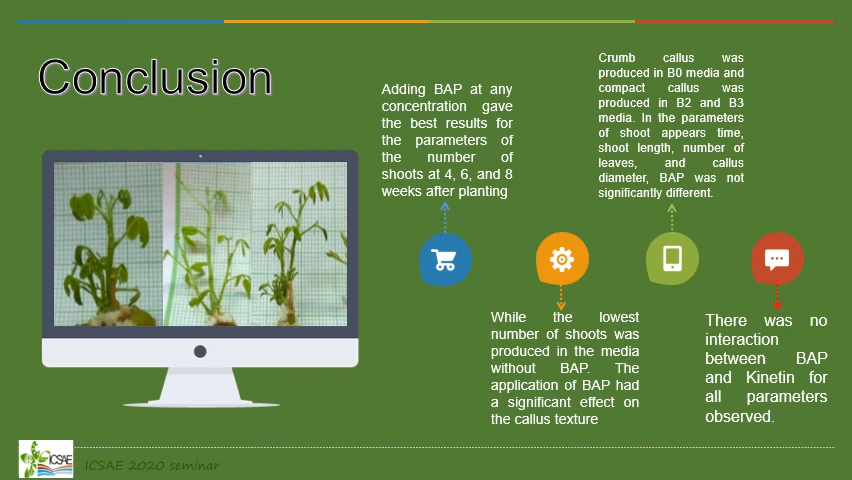 Conclusion
Adding BAP at any
concentration gave
the best results for
the parameters of
the number of
shoots at 4, 6, and 8
weeks after planting
Crumb callus was
produced in B0 media and
compact callus was
produced in B2 and B3
media. In the parameters
of shoot appears time,
shoot length, number of
leaves, and callus
diameter, BAP was not
significantly different.
While the lowest
number of shoots was
produced in the media
without BAP. The
application of BAP had
a significant effect on
the callus texture
There was no
interaction
between BAP
and Kinetin for
all parameters
observed.
ICSAE
ICSAE 2020 seminar